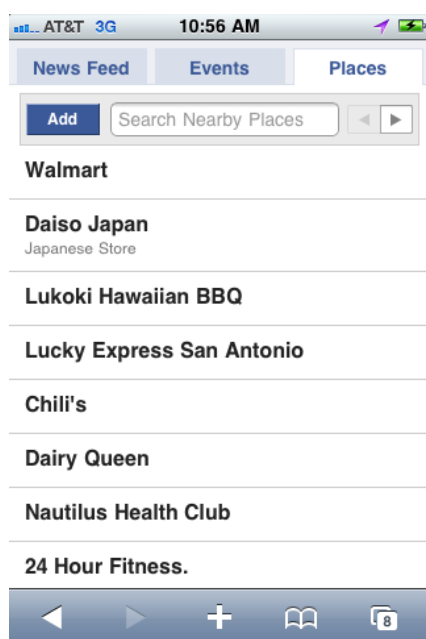 AT&T 3G 10:56 AM
News Feed Events Places
Add Search Nearby Places
Walmart
Daiso Japan
Japanese Store
Lukoki Hawaiian BBQ
Lucky Express San Antonio
Chili's
Dairy Queen
Nautilus Health Club
24 Hour Fitness.
8